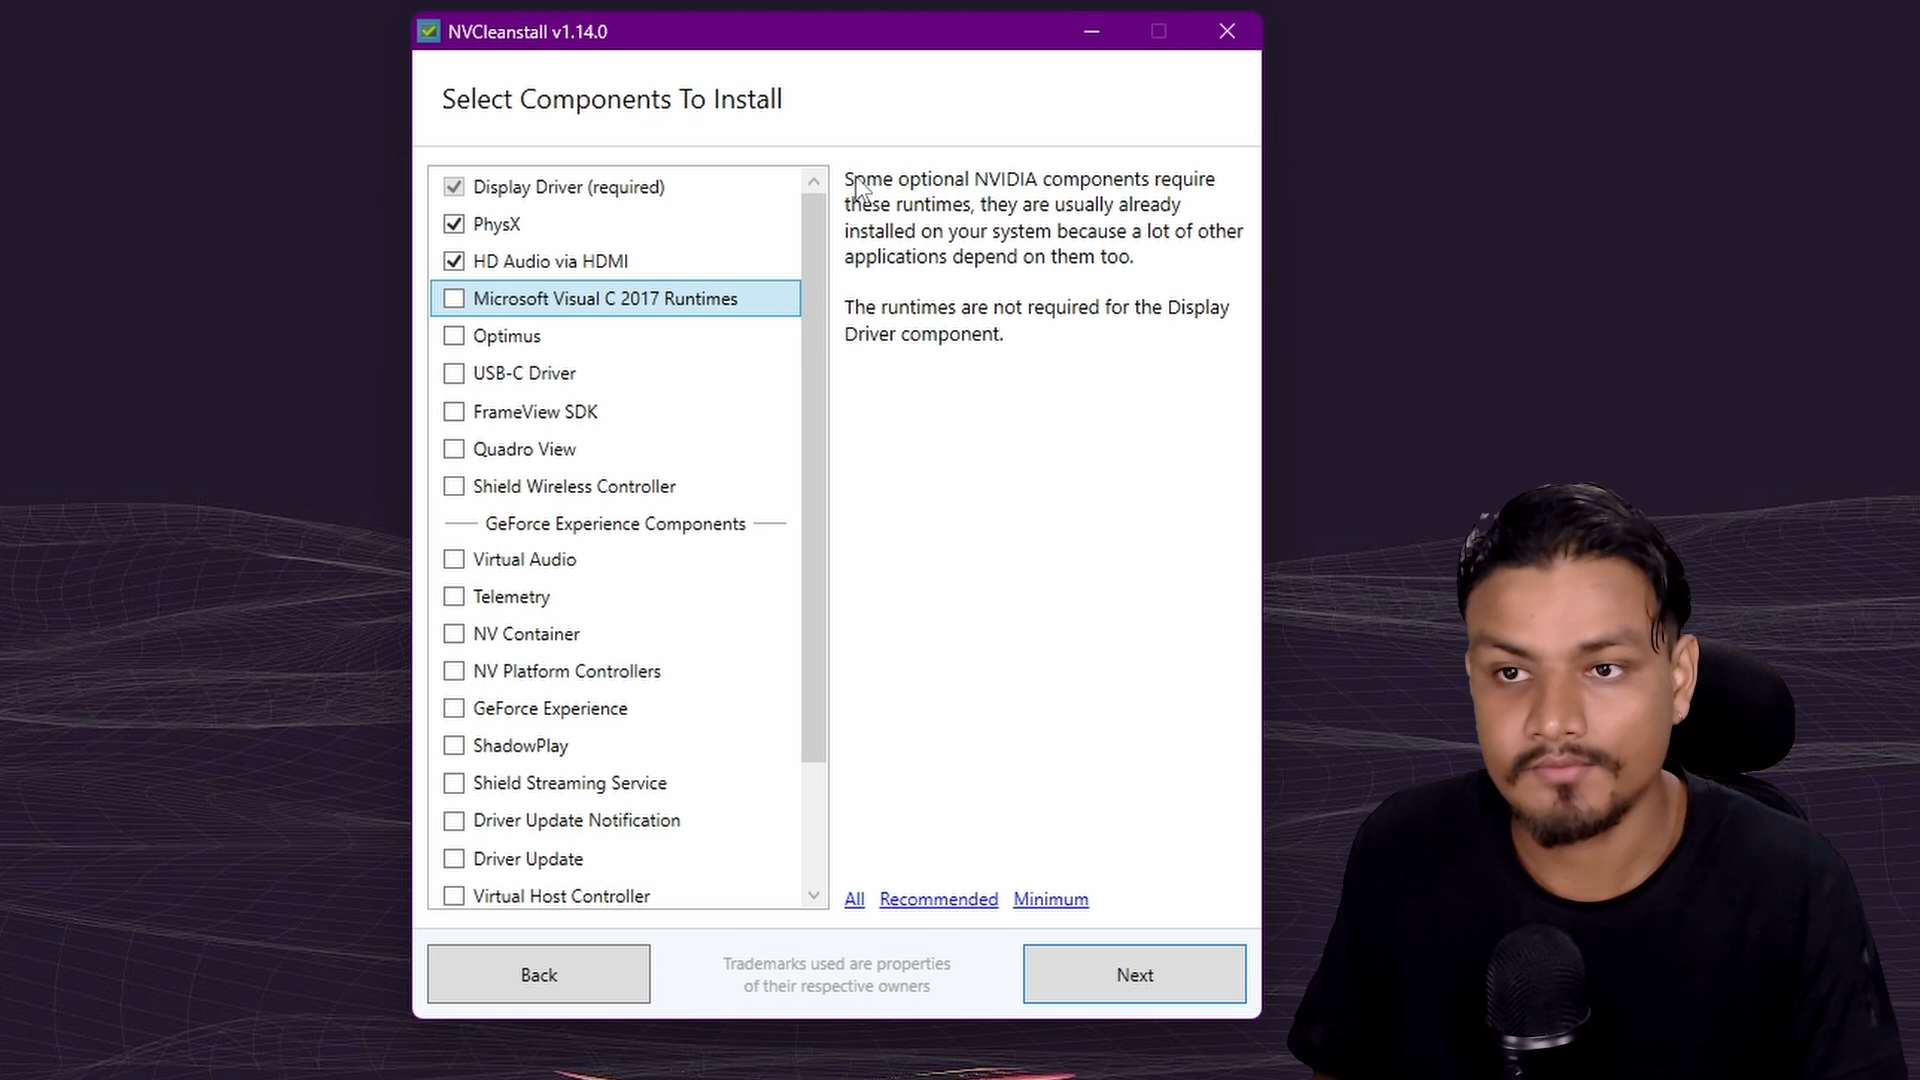 NVCleanstall v1.14.0
Select Components To Install
Display Driver (required)
PhysX
HD Audio via HDMI
Microsoft Visual C 2017 Runtimes
Optimus
USB-C Driver
FrameView SDK
Quadro View
Shield Wireless Controller
GeForce Experience Components
Virtual Audio
Telemetry
NV Container
NV Platform Controllers
GeForce Experience
ShadowPlay
Shield Streaming Service
Driver Update Notification
Driver Update
Virtual Host Controller
Some optional NVIDIA components require
these runtimes, they are usually already
installed on your system because a lot of other
applications depend on them too.
The runtimes are not required for the Display
Driver component.
All Recommended Minimum
Back
Trademarks used are properties
of their respective owners
Next